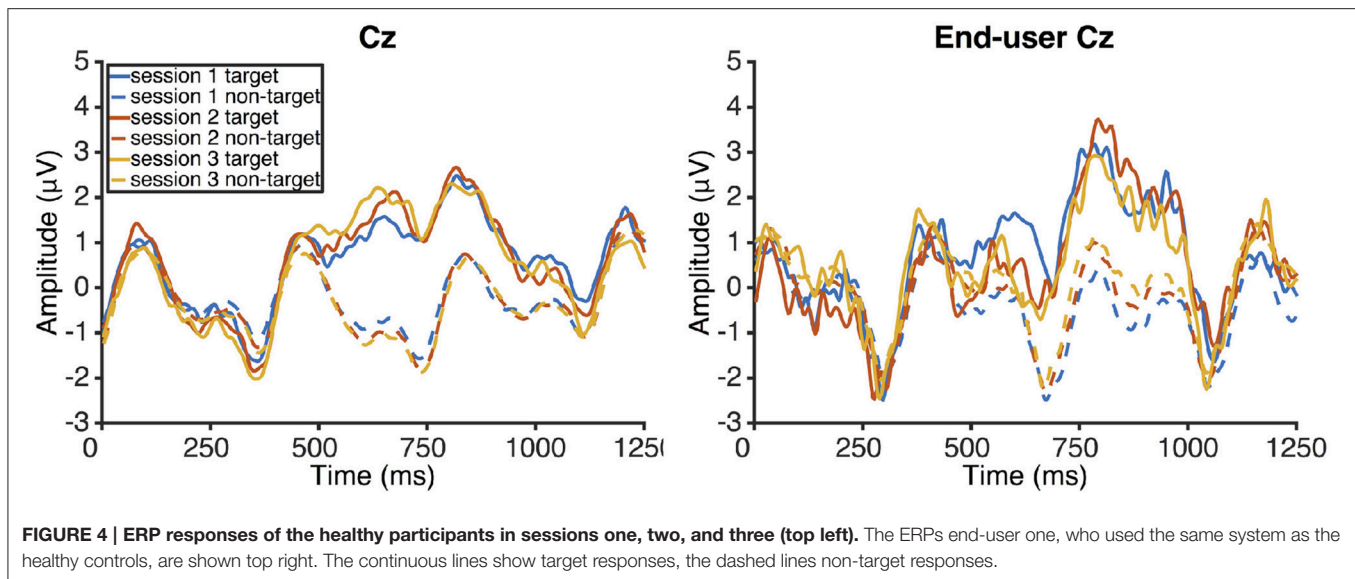 Cz
5
4
3
2
1
0
-1
-2
-3
Amplitude (µV)
session 1 target
session 1 non-target
session 2 target
session 2 non-target
session 3 target
session 3 non-target
0 250 500 750 1000 1250
Time (ms)
End-user Cz
5
4
3
2
1
0
-1
-2
-3
Amplitude (µV)
0 250 500 750 1000 1250
Time (ms)
FIGURE 4 | ERP responses of the healthy participants in sessions one, two, and three (top left). The ERPs end-user one, who used the same system as the
healthy controls, are shown top right. The continuous lines show target responses, the dashed lines non-target responses.